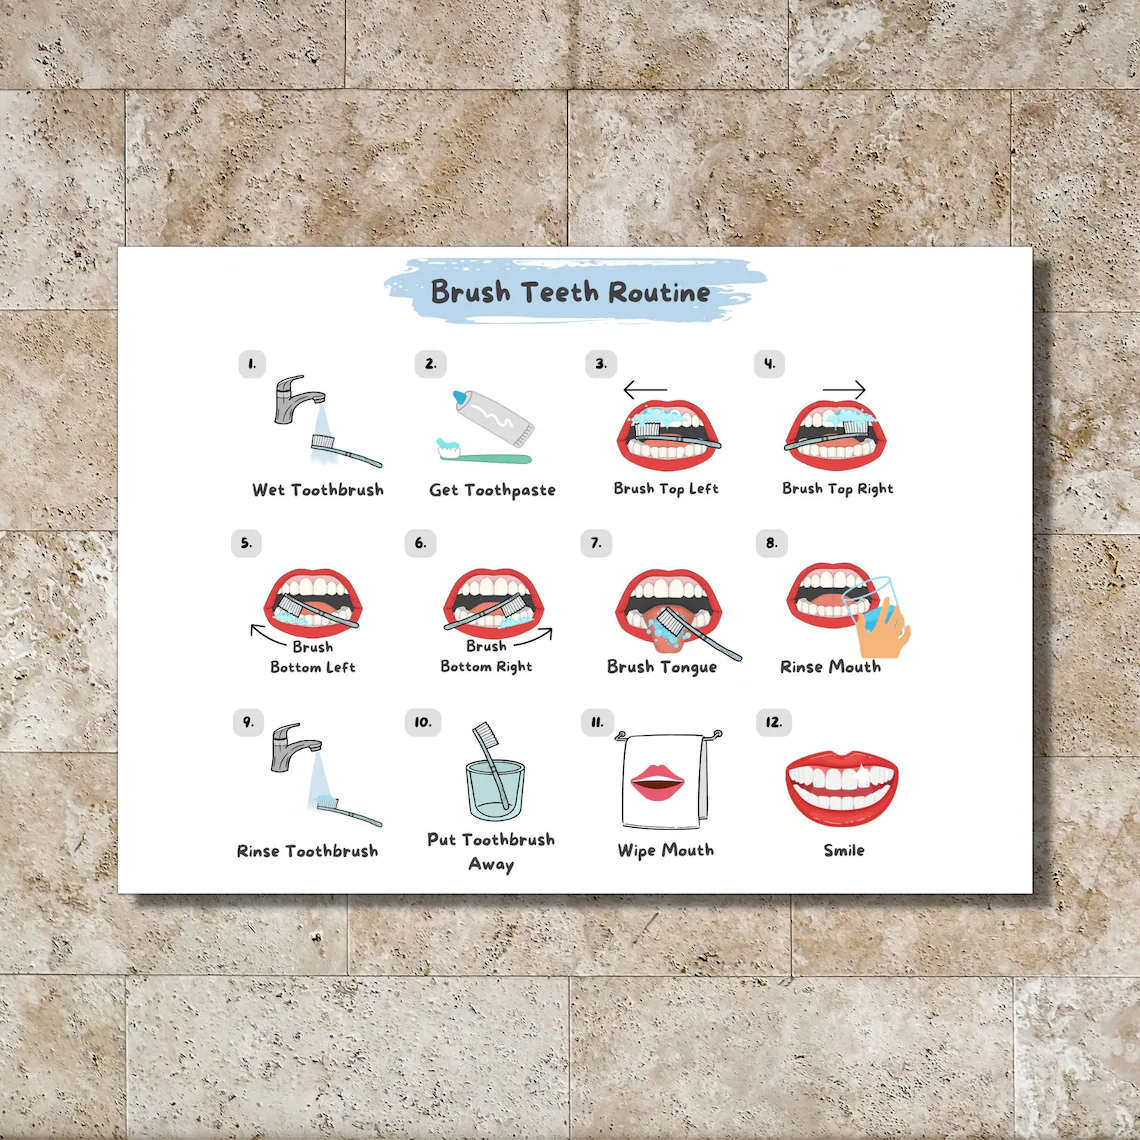 Brush Teeth Routine
1.
2.
3.
4.
Wet Toothbrush
Get Toothpaste
Brush Top Left
Brush Top Right
5.
6.
7.
8.
Brush
Bottom Left
Brush
Bottom Right
Brush Tongue
Rinse Mouth
9.
10.
11.
12.
Rinse Toothbrush
Put Toothbrush
Away
Wipe Mouth
Smile